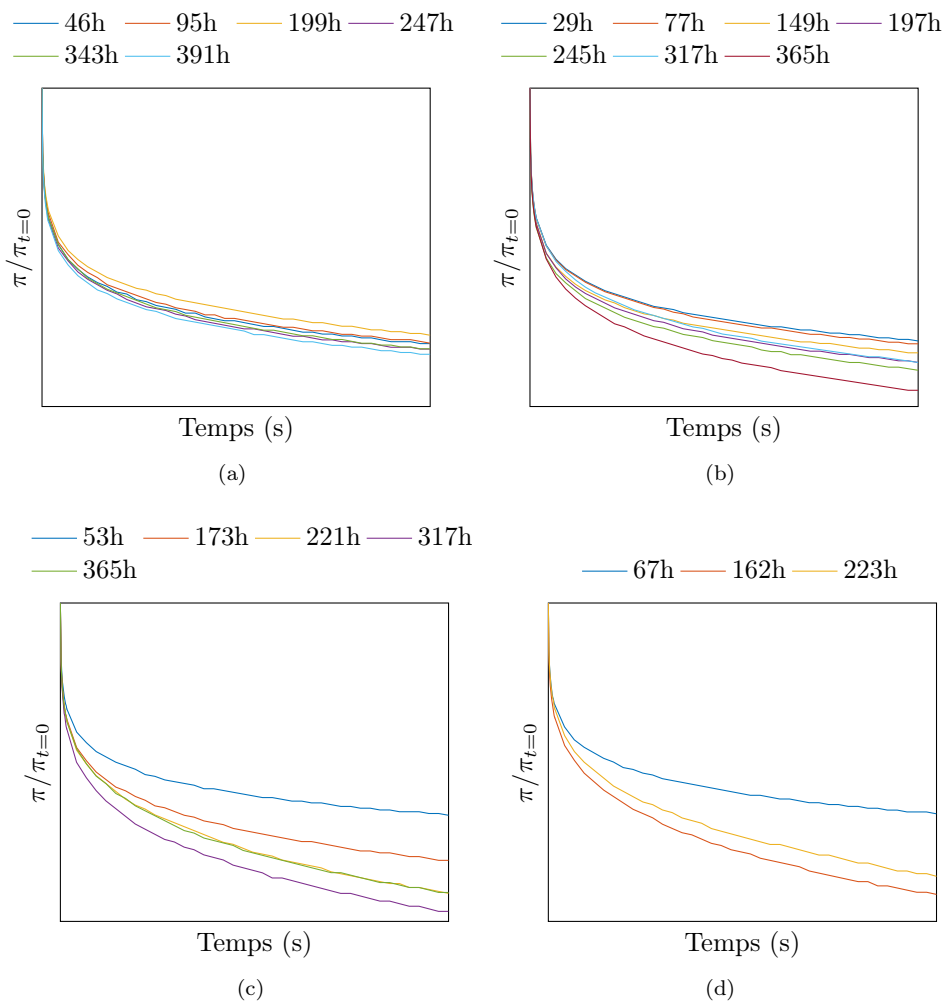 46h 95h 199h 247h
343h 391h
π/π_{t=0}
Temps (s)
(a)
29h 77h 149h 197h
245h 317h 365h
π/π_{t=0}
Temps (s)
(b)
53h 173h 221h 317h
365h
π/π_{t=0}
Temps (s)
(c)
67h 162h 223h
π/π_{t=0}
Temps (s)
(d)